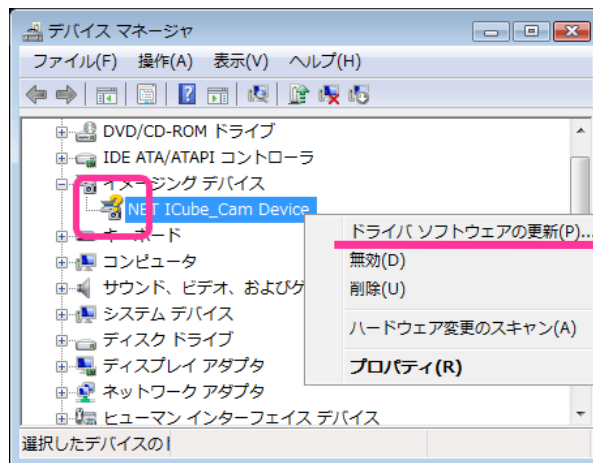 デバイス マネージャ
ファイル(F) 操作(A) 表示(V) ヘルプ(H)
DVD/CD-ROM ドライブ
IDE ATA/ATAPI コントローラ
イメージング デバイス
NET ICube_Cam Device
キーボード
コンピュータ
サウンド、ビデオ、およびゲ
システム デバイス
ディスク ドライブ
ディスプレイ アダプタ
ネットワーク アダプタ
ヒューマン インターフェイス デバイス
ドライバ ソフトウェアの更新(P)...
無効(D)
削除(U)
ハードウェア変更のスキャン(A)
プロパティ(R)
選択したデバイスの